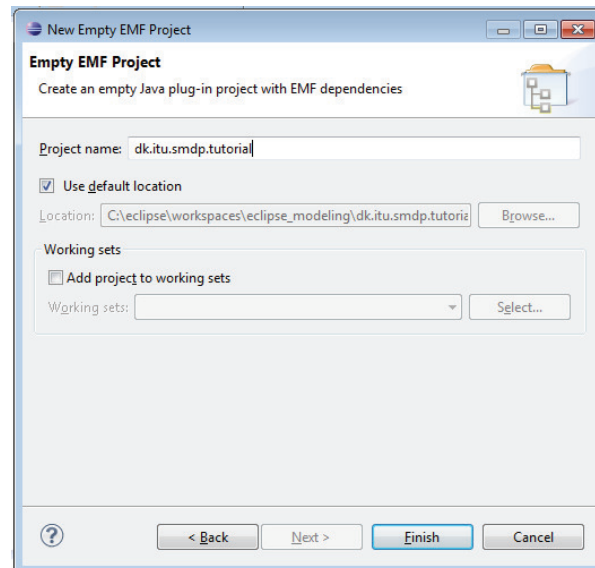 New Empty EMF Project
Empty EMF Project
Create an empty Java plug-in project with EMF dependencies
Project name: dk.itu.smdp.tutorial
Use default location
Location: C:\eclipse\workspaces\eclipse_modeling\dk.itu.smdp.tutoria Browse...
Working sets
Add project to working sets
Working sets: Select...
? < Back Next > Finish Cancel